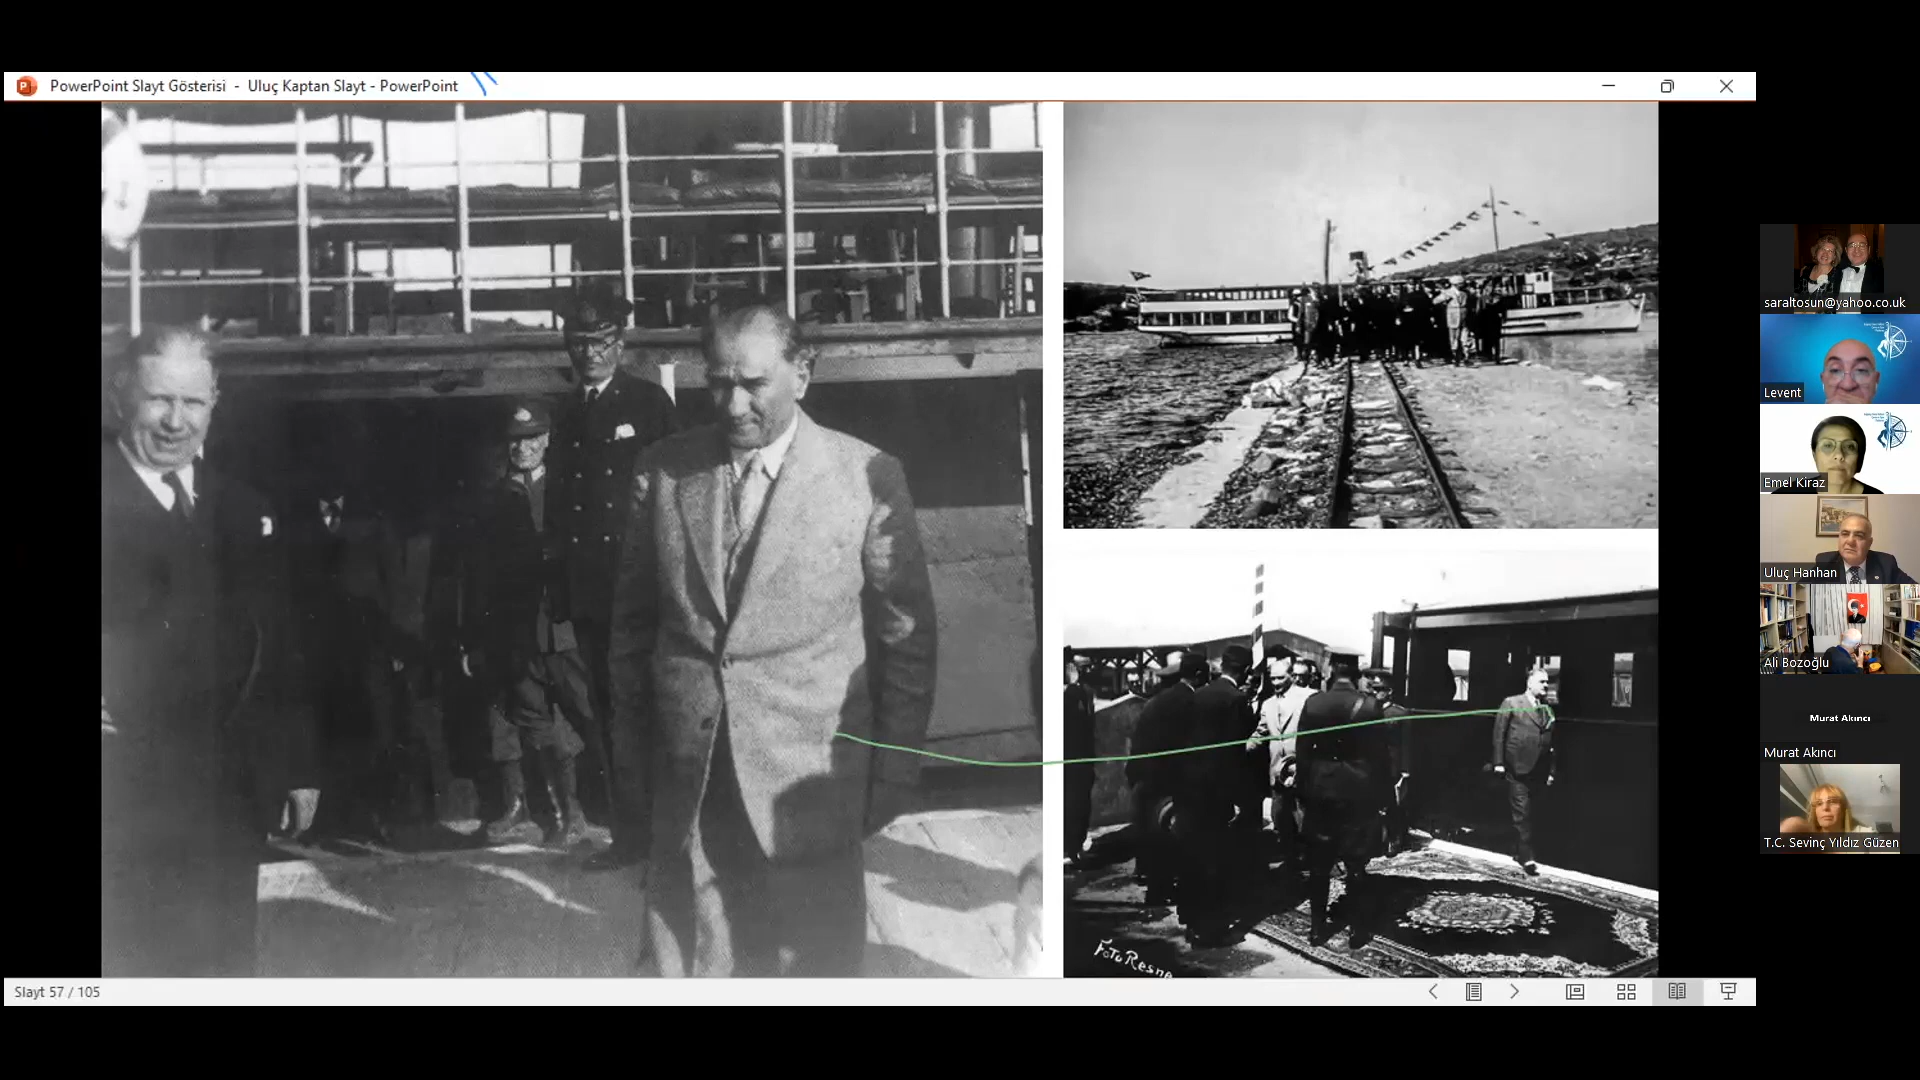 PowerPoint Slayt Gösterisi - Uluç Kaptan Slayt - PowerPoint
saraltosun@yahoo.co.uk
Levent
Emel Kiraz
Uluç Hanhan
Ali Bozoğlu
Murat Akıncı
Murat Akıncı
T.C. Sevinç Yıldız Güzen
Foto Resne
Slayt 57 / 105